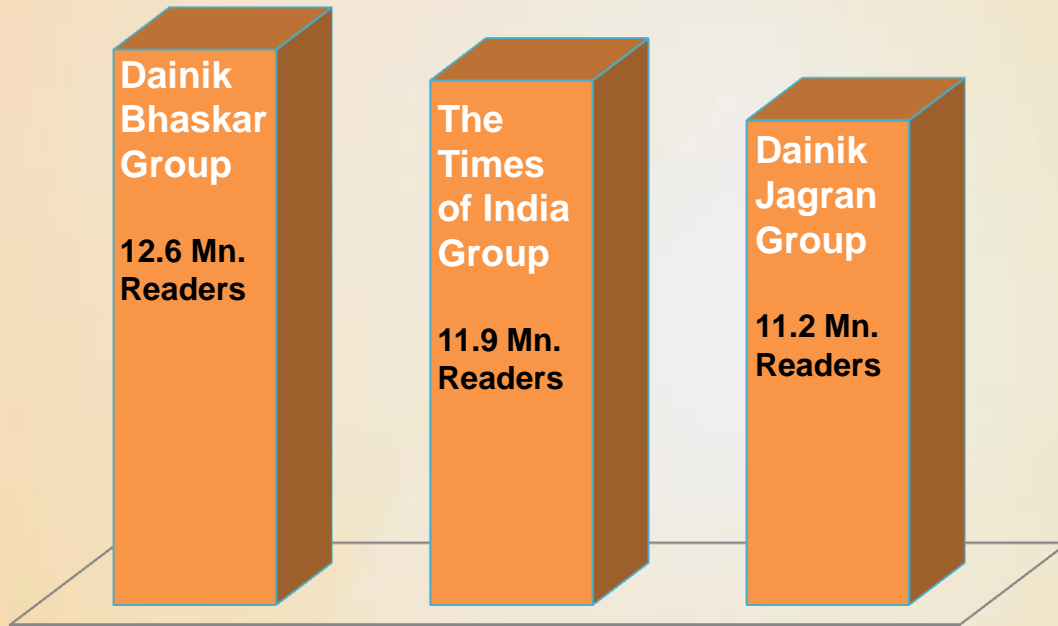 Dainik
Bhaskar
Group
12.6 Mn.
Readers
The
Times
of India
Group
11.9 Mn.
Readers
Dainik
Jagran
Group
11.2 Mn.
Readers